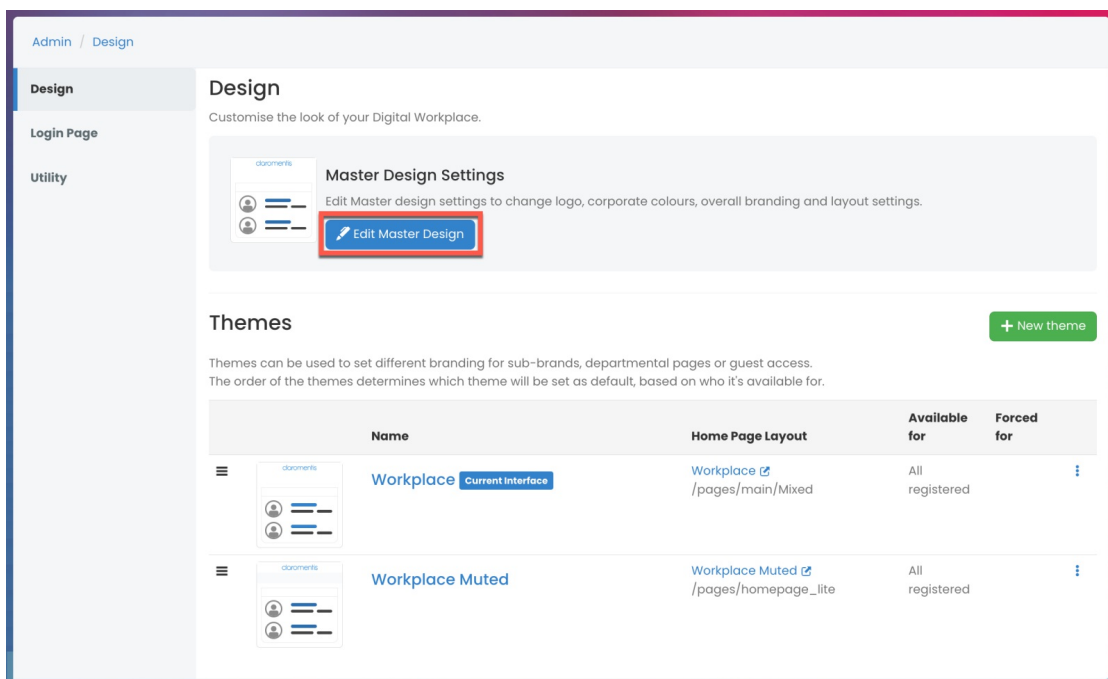 Admin / Design
Design
Login Page
Utility
Design
Customise the look of your Digital Workplace.
claromentis
Master Design Settings
Edit Master design settings to change logo, corporate colours, overall branding and layout settings.
Edit Master Design
Themes
+ New theme
Themes can be used to set different branding for sub-brands, departmental pages or guest access.
The order of the themes determines which theme will be set as default, based on who it's available for.
Name Home Page Layout Available for Forced for
claromentis
Workplace Current Interface
Workplace
/pages/main/Mixed
All
registered
claromentis
Workplace Muted
Workplace Muted
/pages/homepage_lite
All
registered